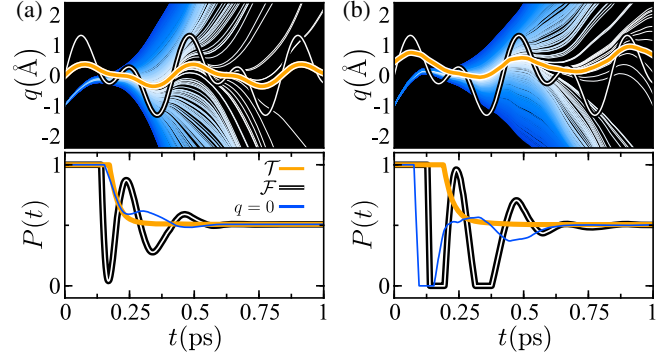 (a) (b)
2 2
1 1
q(Å) 0 q(Å) 0
-1 -1
-2 -2
1 1
P(t) P(t)
𝒯
ℱ
q = 0
0 0
0 0.25 0.5 0.75 1 0 0.25 0.5 0.75 1
t(ps) t(ps)